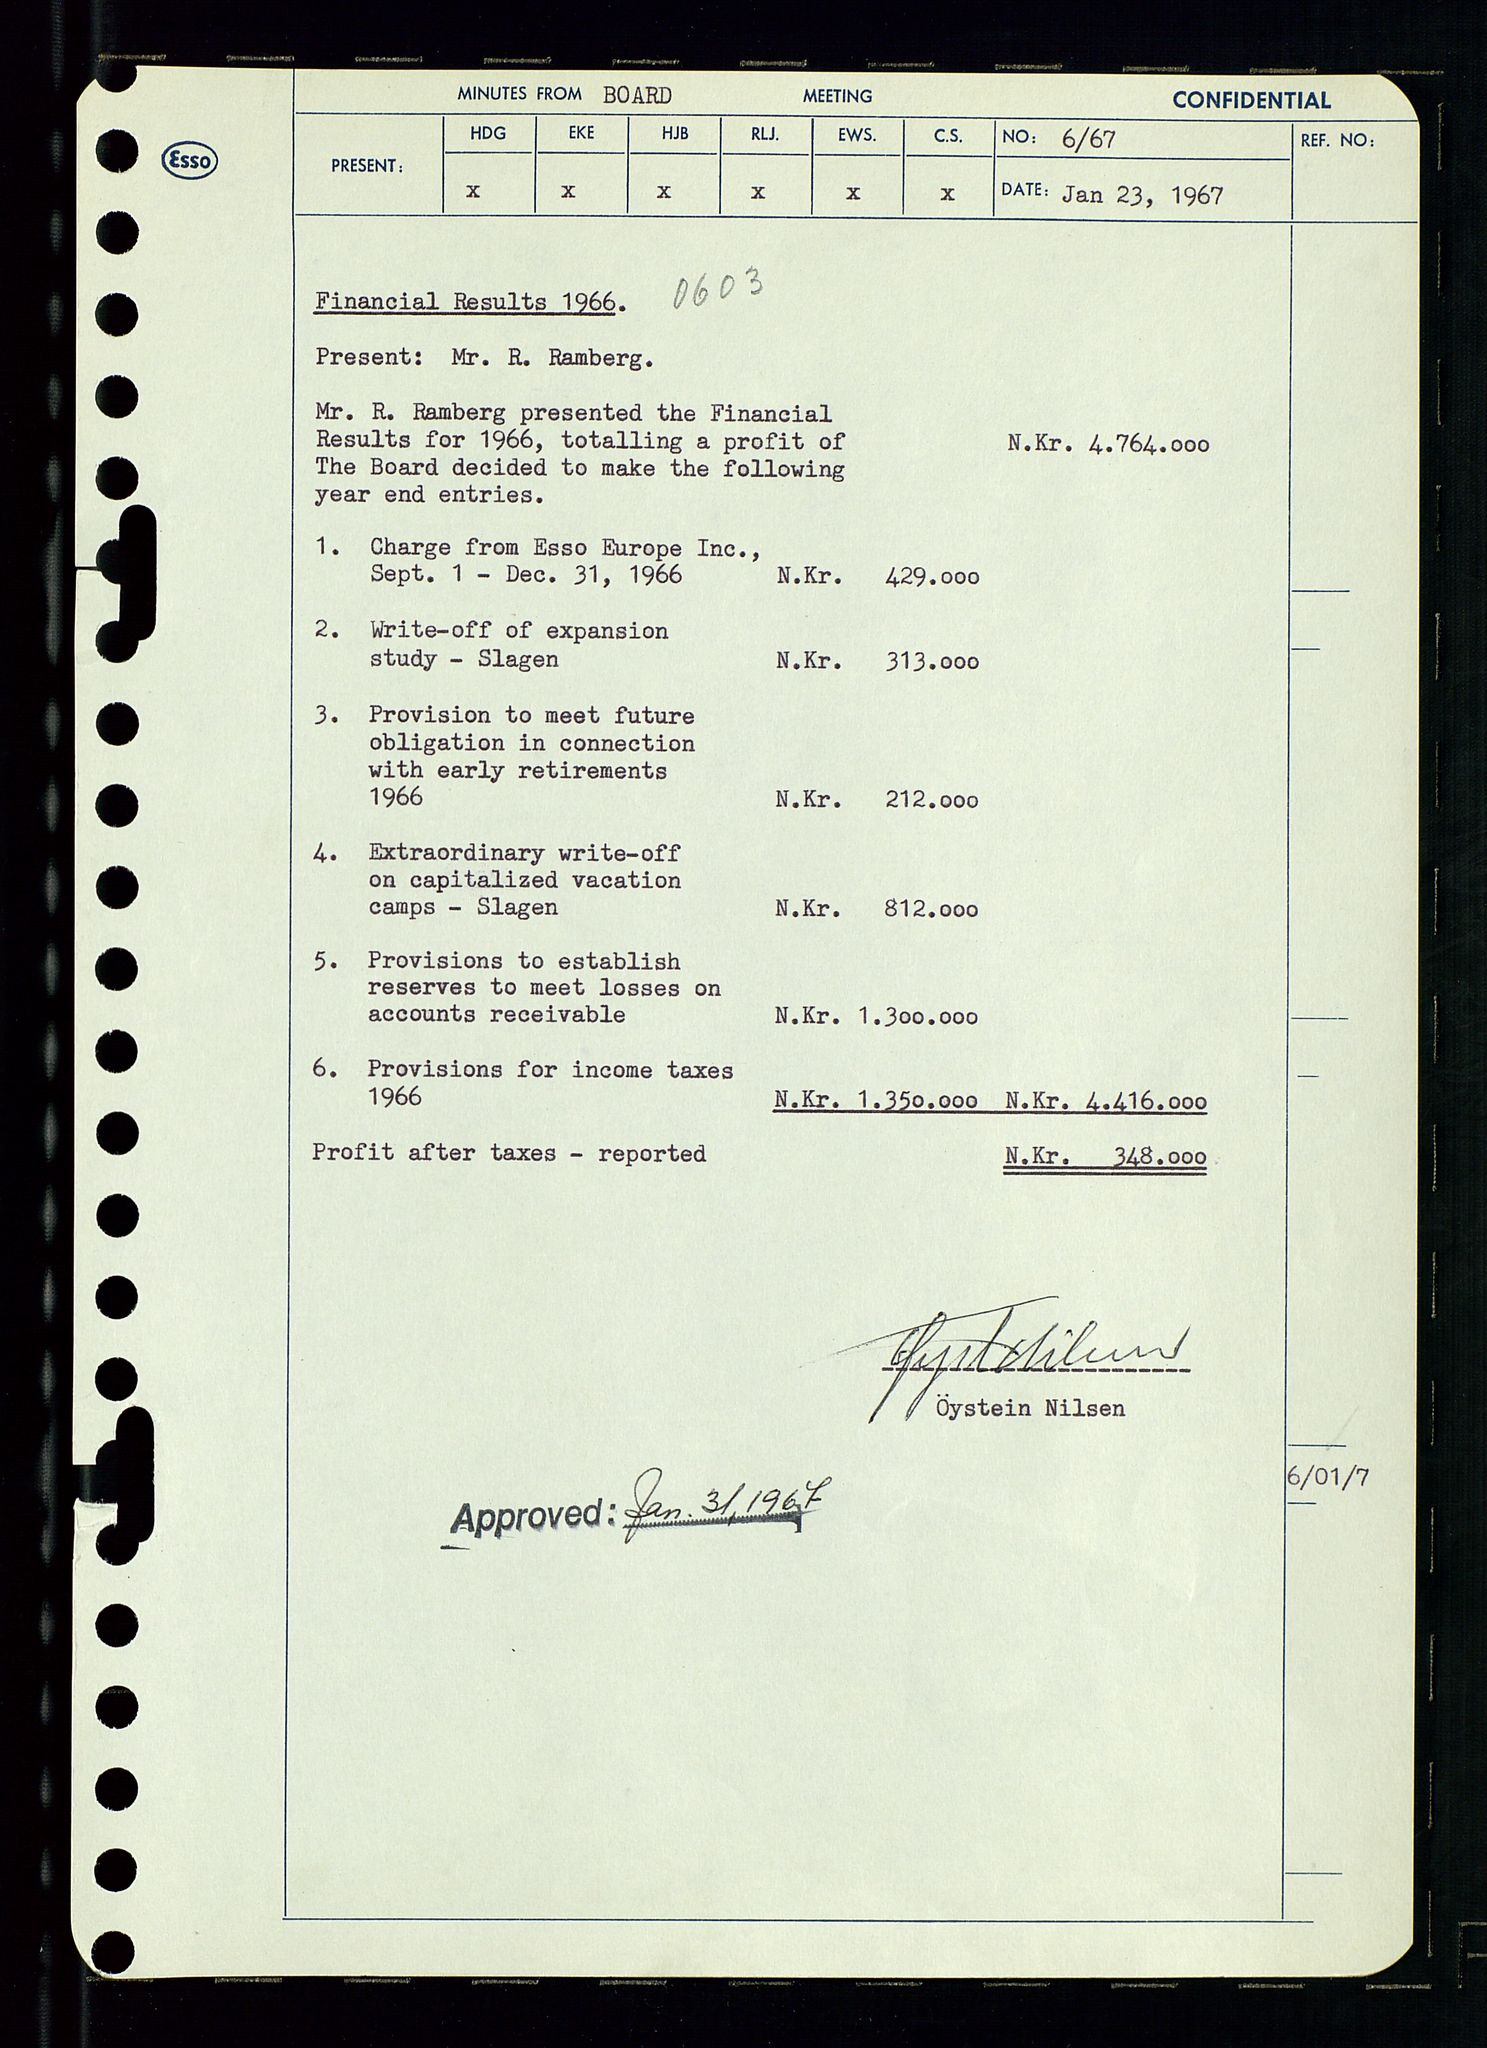 MINUTES FROM BOARD MEETING CONFIDENTIAL
Esso
PRESENT: HDG EKE HJB RLJ. EWS. C.S. NO: 6/67 REF. NO:
x x x x x x DATE: Jan 23, 1967
Financial Results 1966. 0603
Present: Mr. R. Ramberg.
Mr. R. Ramberg presented the Financial
Results for 1966, totalling a profit of N.Kr. 4.764.000
The Board decided to make the following
year end entries.
1. Charge from Esso Europe Inc.,
Sept. 1 - Dec. 31, 1966 N.Kr. 429.000
2. Write-off of expansion
study - Slagen N.Kr. 313.000
3. Provision to meet future
obligation in connection
with early retirements
1966 N.Kr. 212.000
4. Extraordinary write-off
on capitalized vacation
camps - Slagen N.Kr. 812.000
5. Provisions to establish
reserves to meet losses on
accounts receivable N.Kr. 1.300.000
6. Provisions for income taxes
1966 N.Kr. 1.350.000 N.Kr. 4.416.000
Profit after taxes - reported N.Kr. 348.000
Øystein Nilsen
Öystein Nilsen
6/01/7
Approved: Jan. 31, 1967